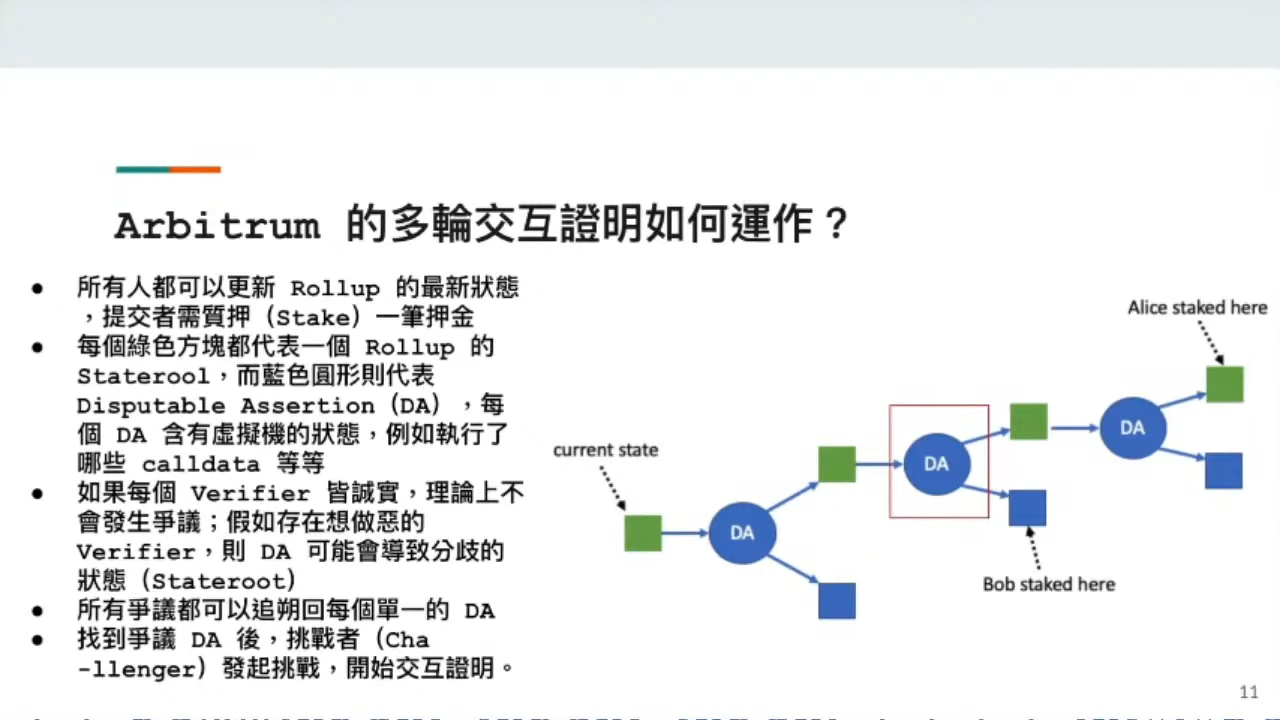 Arbitrum 的多輪交互證明如何運作？
● 所有人都可以更新 Rollup 的最新狀態
，提交者需質押（Stake）一筆押金
● 每個綠色方塊都代表一個 Rollup 的
Staterool，而藍色圓形則代表
Disputable Assertion（DA），每
個 DA 含有虛擬機的狀態，例如執行了
哪些 calldata 等等
● 如果每個 Verifier 皆誠實，理論上不
會發生爭議；假如存在想做惡的
Verifier，則 DA 可能會導致分歧的
狀態（Stateroot）
● 所有爭議都可以追朔回每個單一的 DA
● 找到爭議 DA 後，挑戰者（Cha
-llenger）發起挑戰，開始交互證明。
Alice staked here
current state
DA
DA
DA
Bob staked here
11